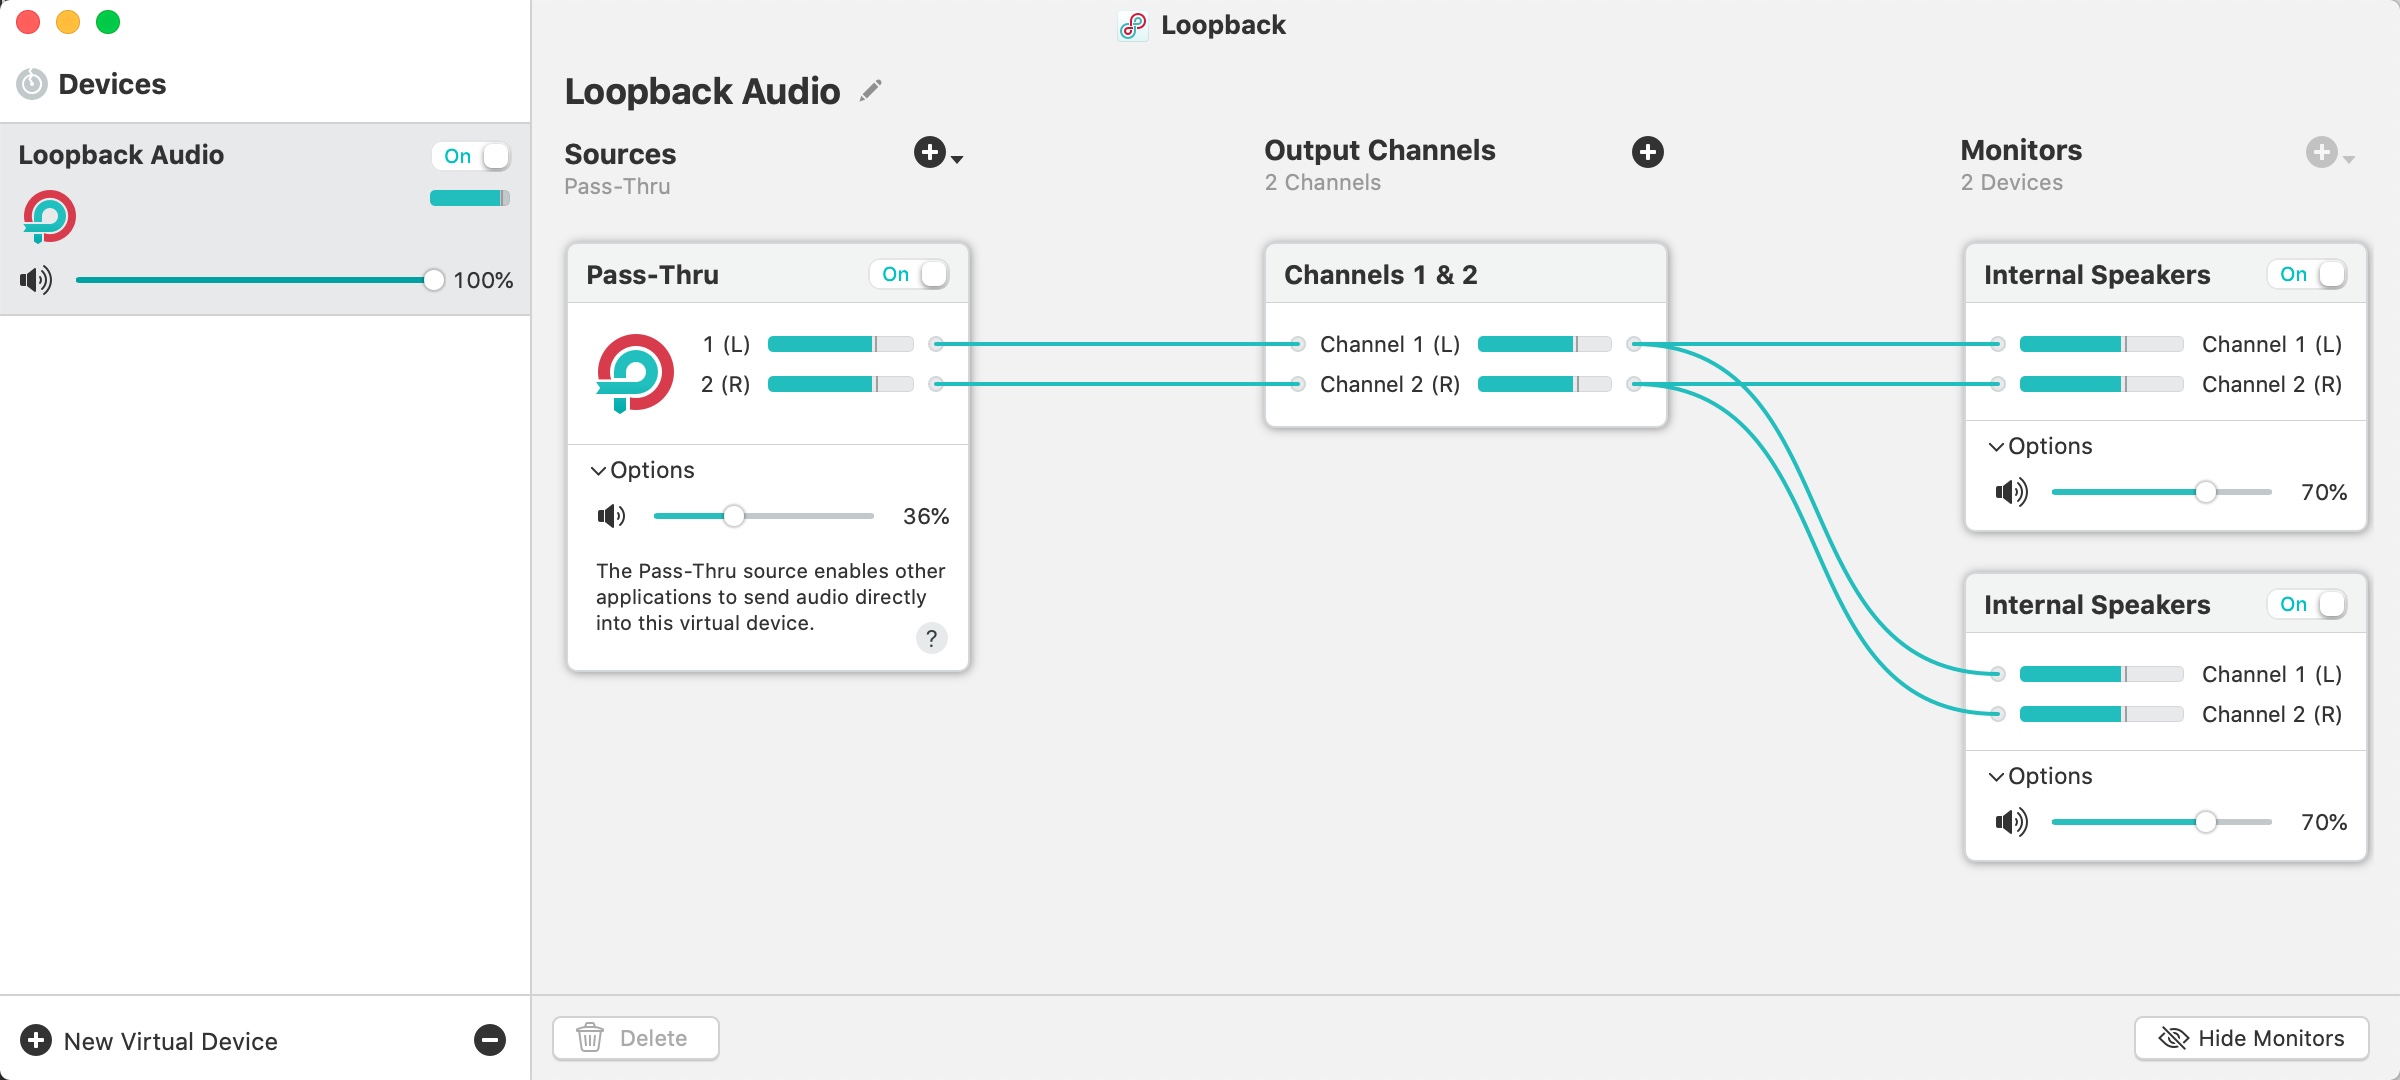 Loopback
Devices
Loopback Audio
On
100%
New Virtual Device
Loopback Audio
Sources
Pass-Thru
Pass-Thru
On
1 (L)
2 (R)
Options
36%
The Pass-Thru source enables other
applications to send audio directly
into this virtual device.
?
Output Channels
2 Channels
Channels 1 & 2
Channel 1 (L)
Channel 2 (R)
Monitors
2 Devices
Internal Speakers
On
Channel 1 (L)
Channel 2 (R)
Options
70%
Internal Speakers
On
Channel 1 (L)
Channel 2 (R)
Options
70%
Delete
Hide Monitors